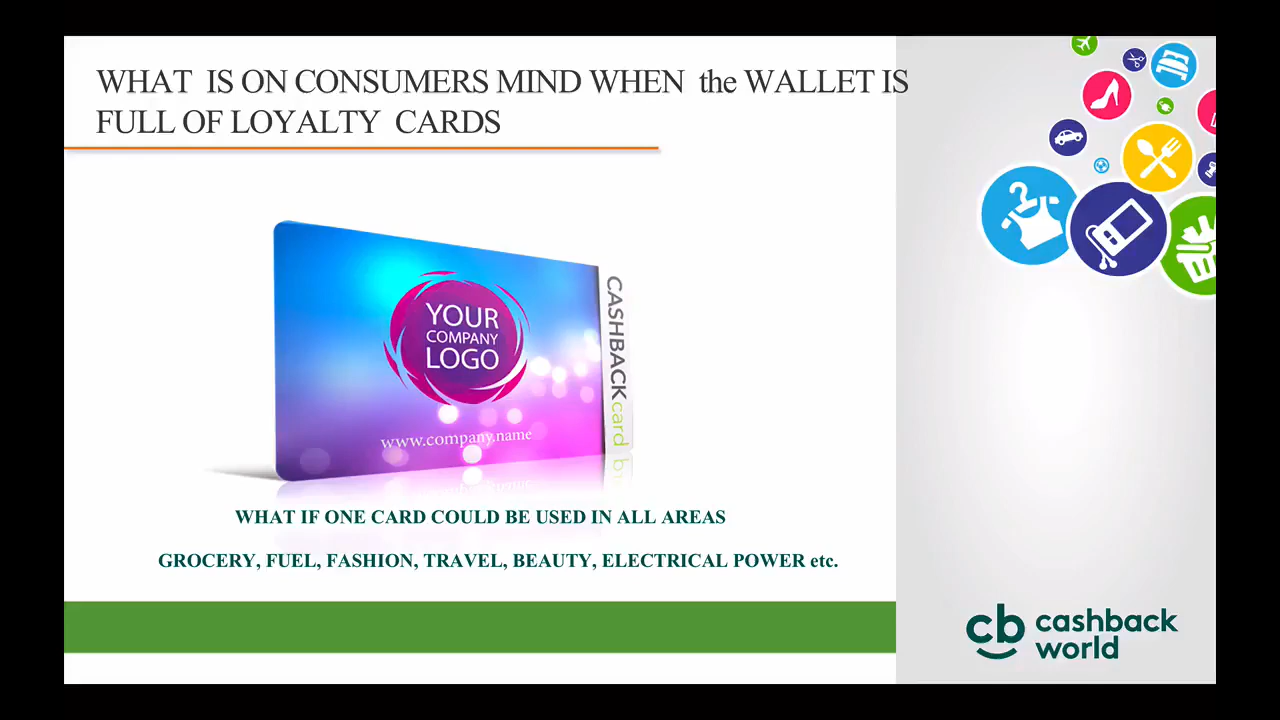 WHAT IS ON CONSUMERS MIND WHEN the WALLET IS
FULL OF LOYALTY CARDS
YOUR
COMPANY
LOGO
www.company.name
CASHBACK card
WHAT IF ONE CARD COULD BE USED IN ALL AREAS
GROCERY, FUEL, FASHION, TRAVEL, BEAUTY, ELECTRICAL POWER etc.
cb
cashback
world